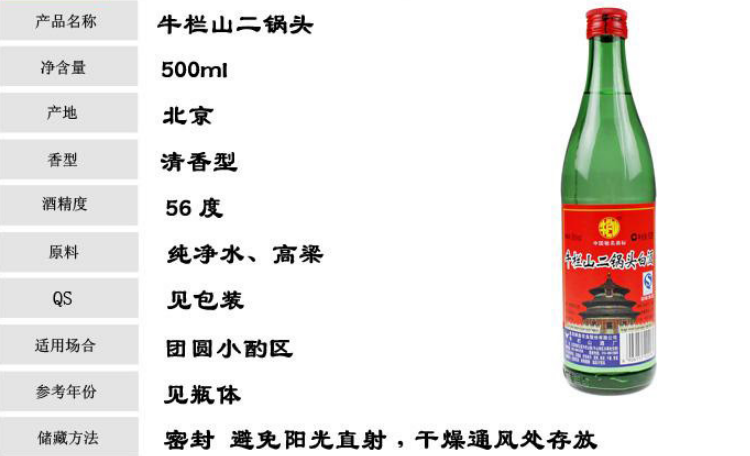 产品名称 牛栏山二锅头
净含量 500ml
产地 北京
香型 清香型
酒精度 56 度
原料 纯净水、高梁
QS 见包装
适用场合 团圆小酌区
参考年份 见瓶体
储藏方法 密封 避免阳光直射，干燥通风处存放
牛栏山二锅头白酒